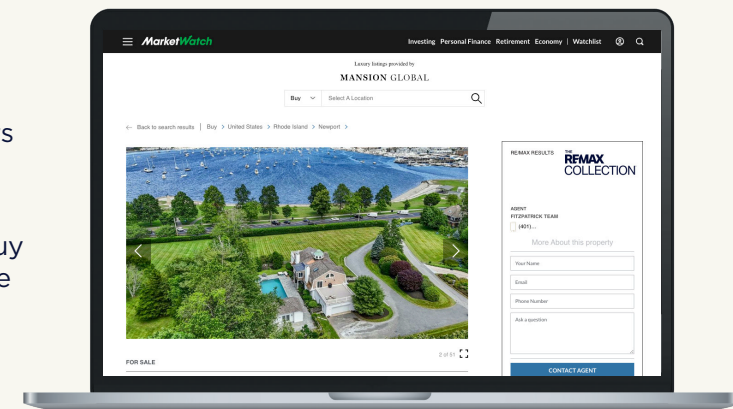 MarketWatch
Investing Personal Finance Retirement Economy | Watchlist
Luxury listings provided by
MANSION GLOBAL
Buy Select A Location
← Back to search results | Buy > United States > Rhode Island > Newport >
RE/MAX RESULTS
THE
RE/MAX
COLLECTION
AGENT
FITZPATRICK TEAM
(401)...
More About this property
Your Name
Email
Phone Number
Ask a question
2 of 51
FOR SALE
CONTACT AGENT